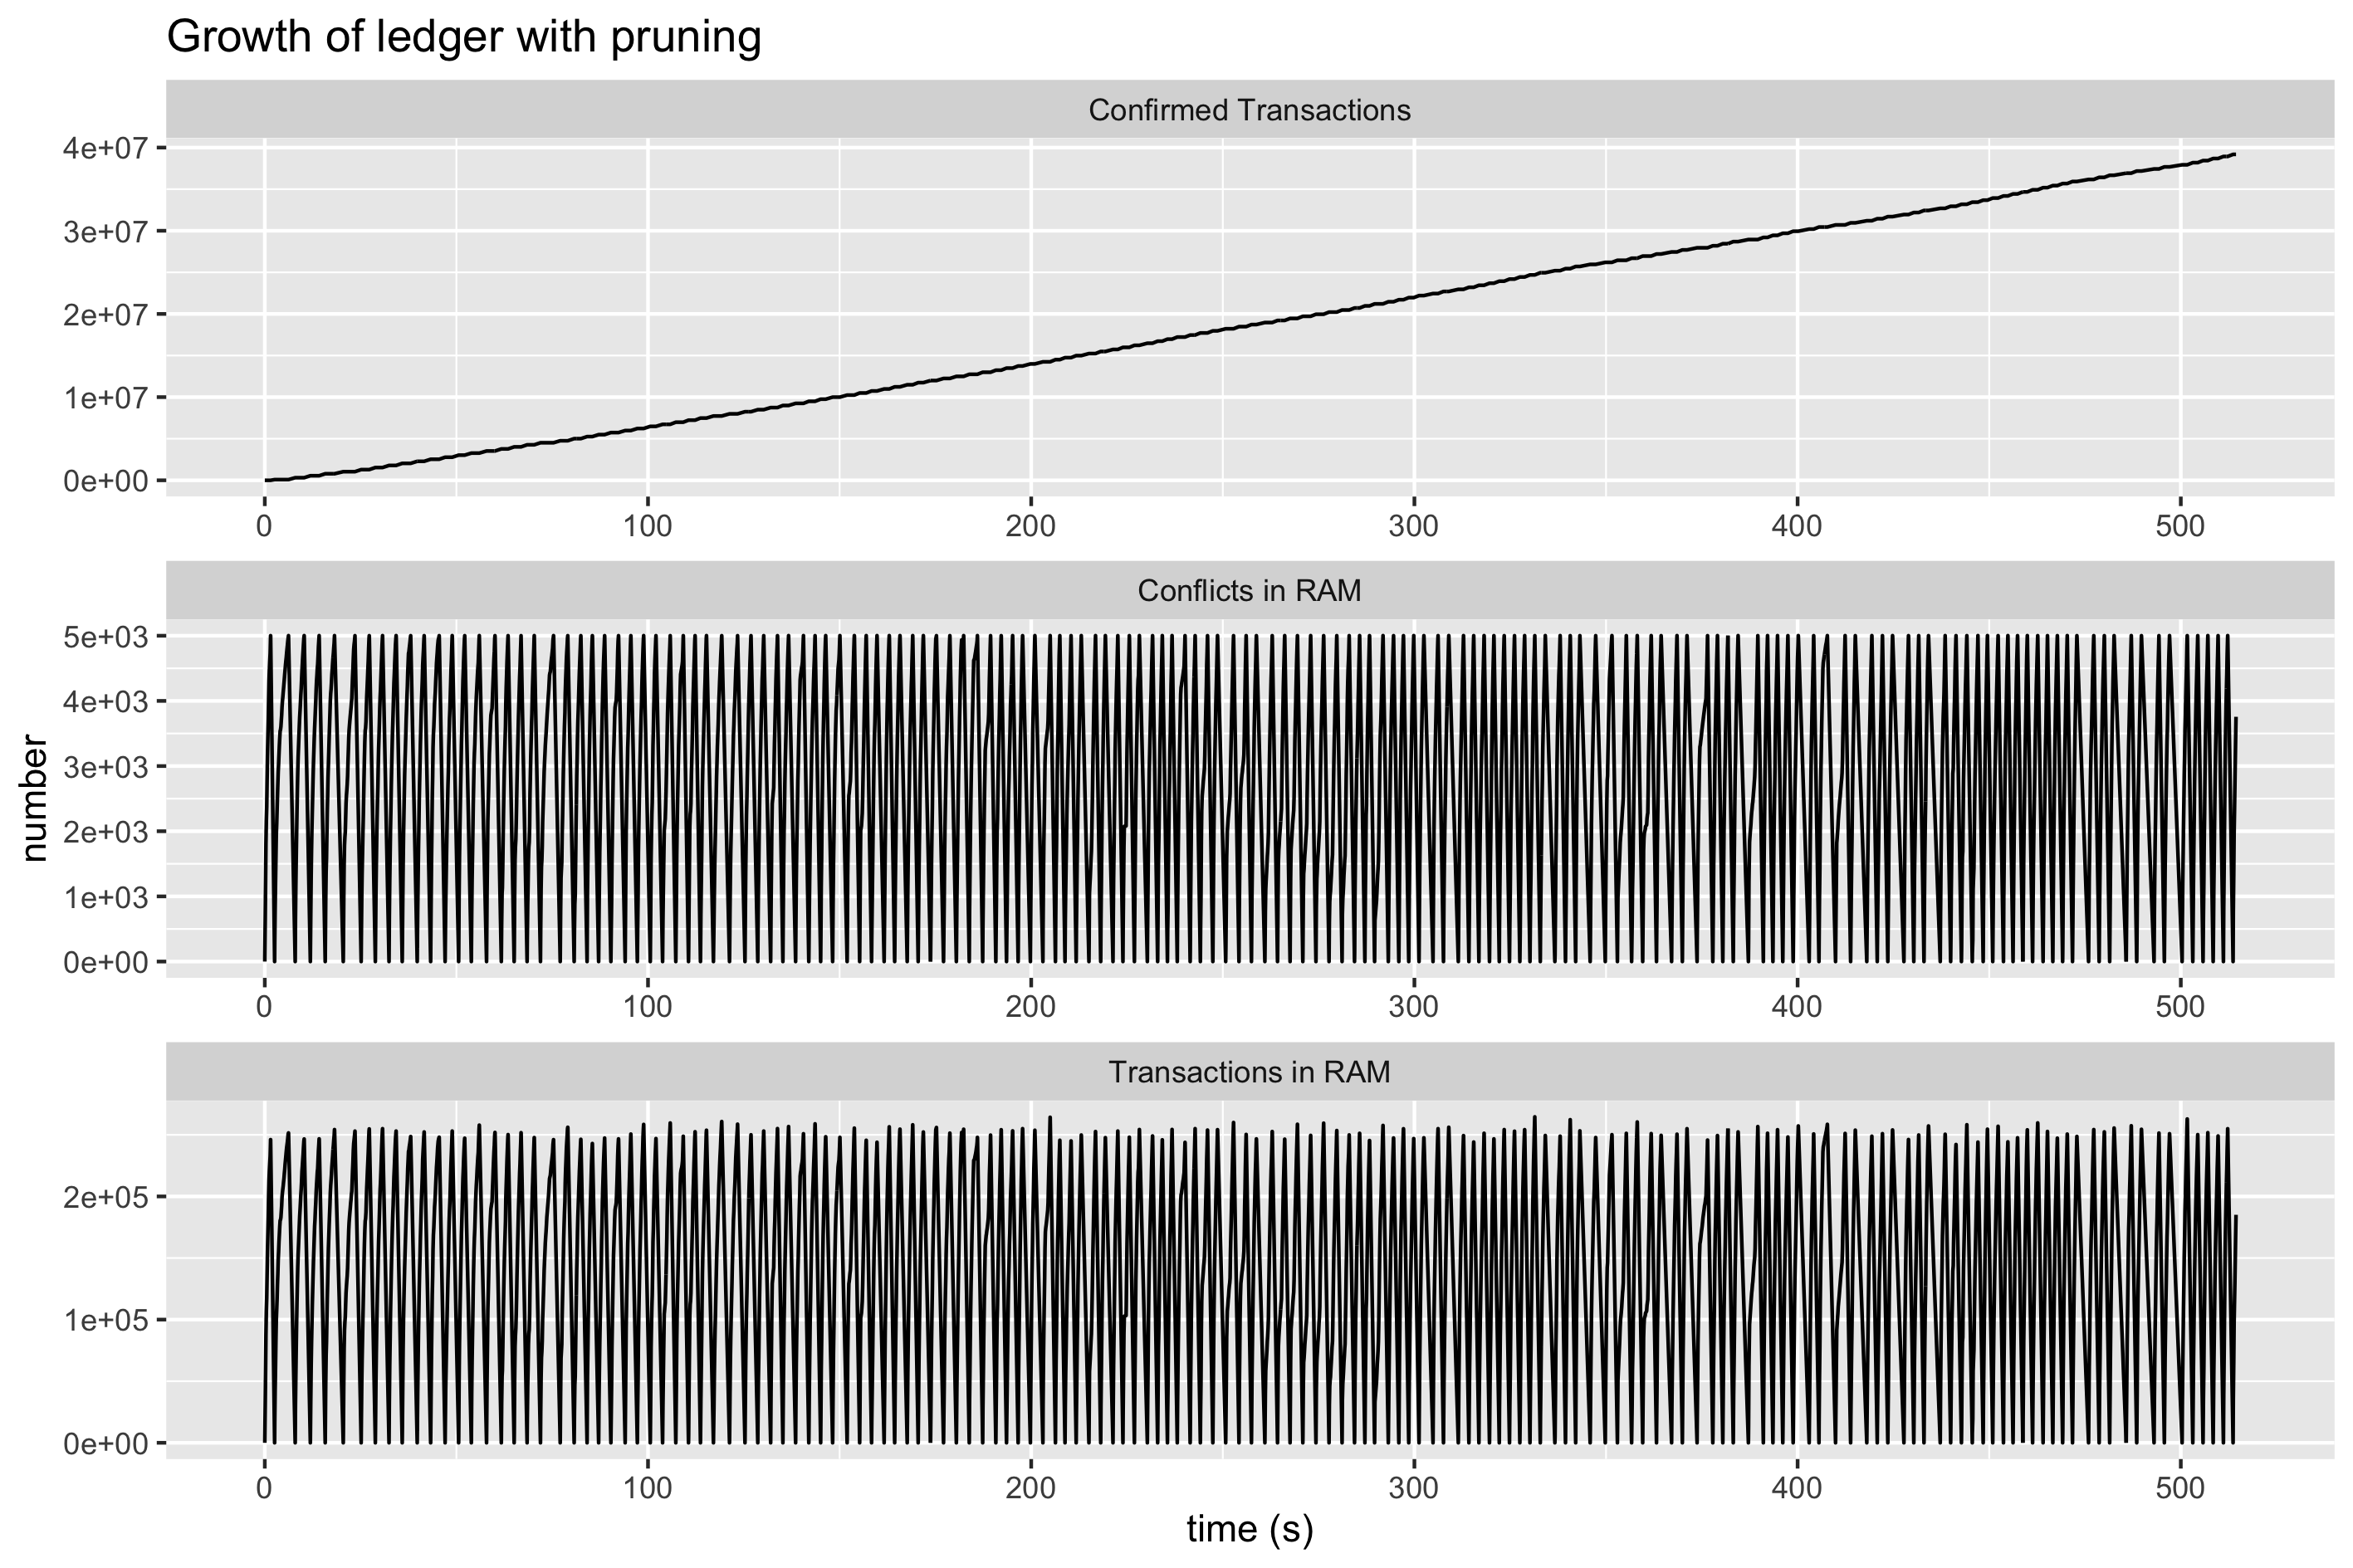 Growth of ledger with pruning
Confirmed Transactions
4e+07
3e+07
2e+07
1e+07
0e+00
0 100 200 300 400 500
Conflicts in RAM
number
5e+03
4e+03
3e+03
2e+03
1e+03
0e+00
0 100 200 300 400 500
Transactions in RAM
2e+05
1e+05
0e+00
0 100 200 300 400 500
time (s)